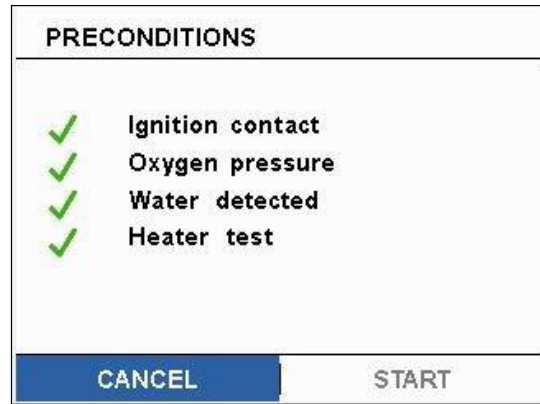 PRECONDITIONS
Ignition contact
Oxygen pressure
Water detected
Heater test
CANCEL START